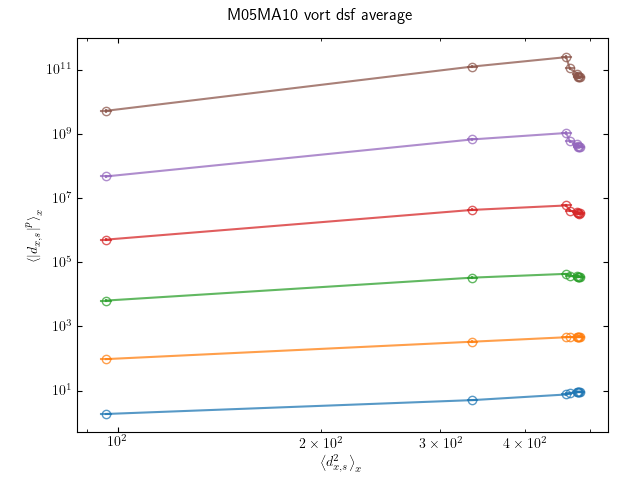 M05MA10 vort dsf average
⟨|d_{x,s}|^p⟩_x
10^{11}
10^9
10^7
10^5
10^3
10^1
10^2
2 × 10^2
3 × 10^2
4 × 10^2
⟨d^2_{x,s}⟩_x